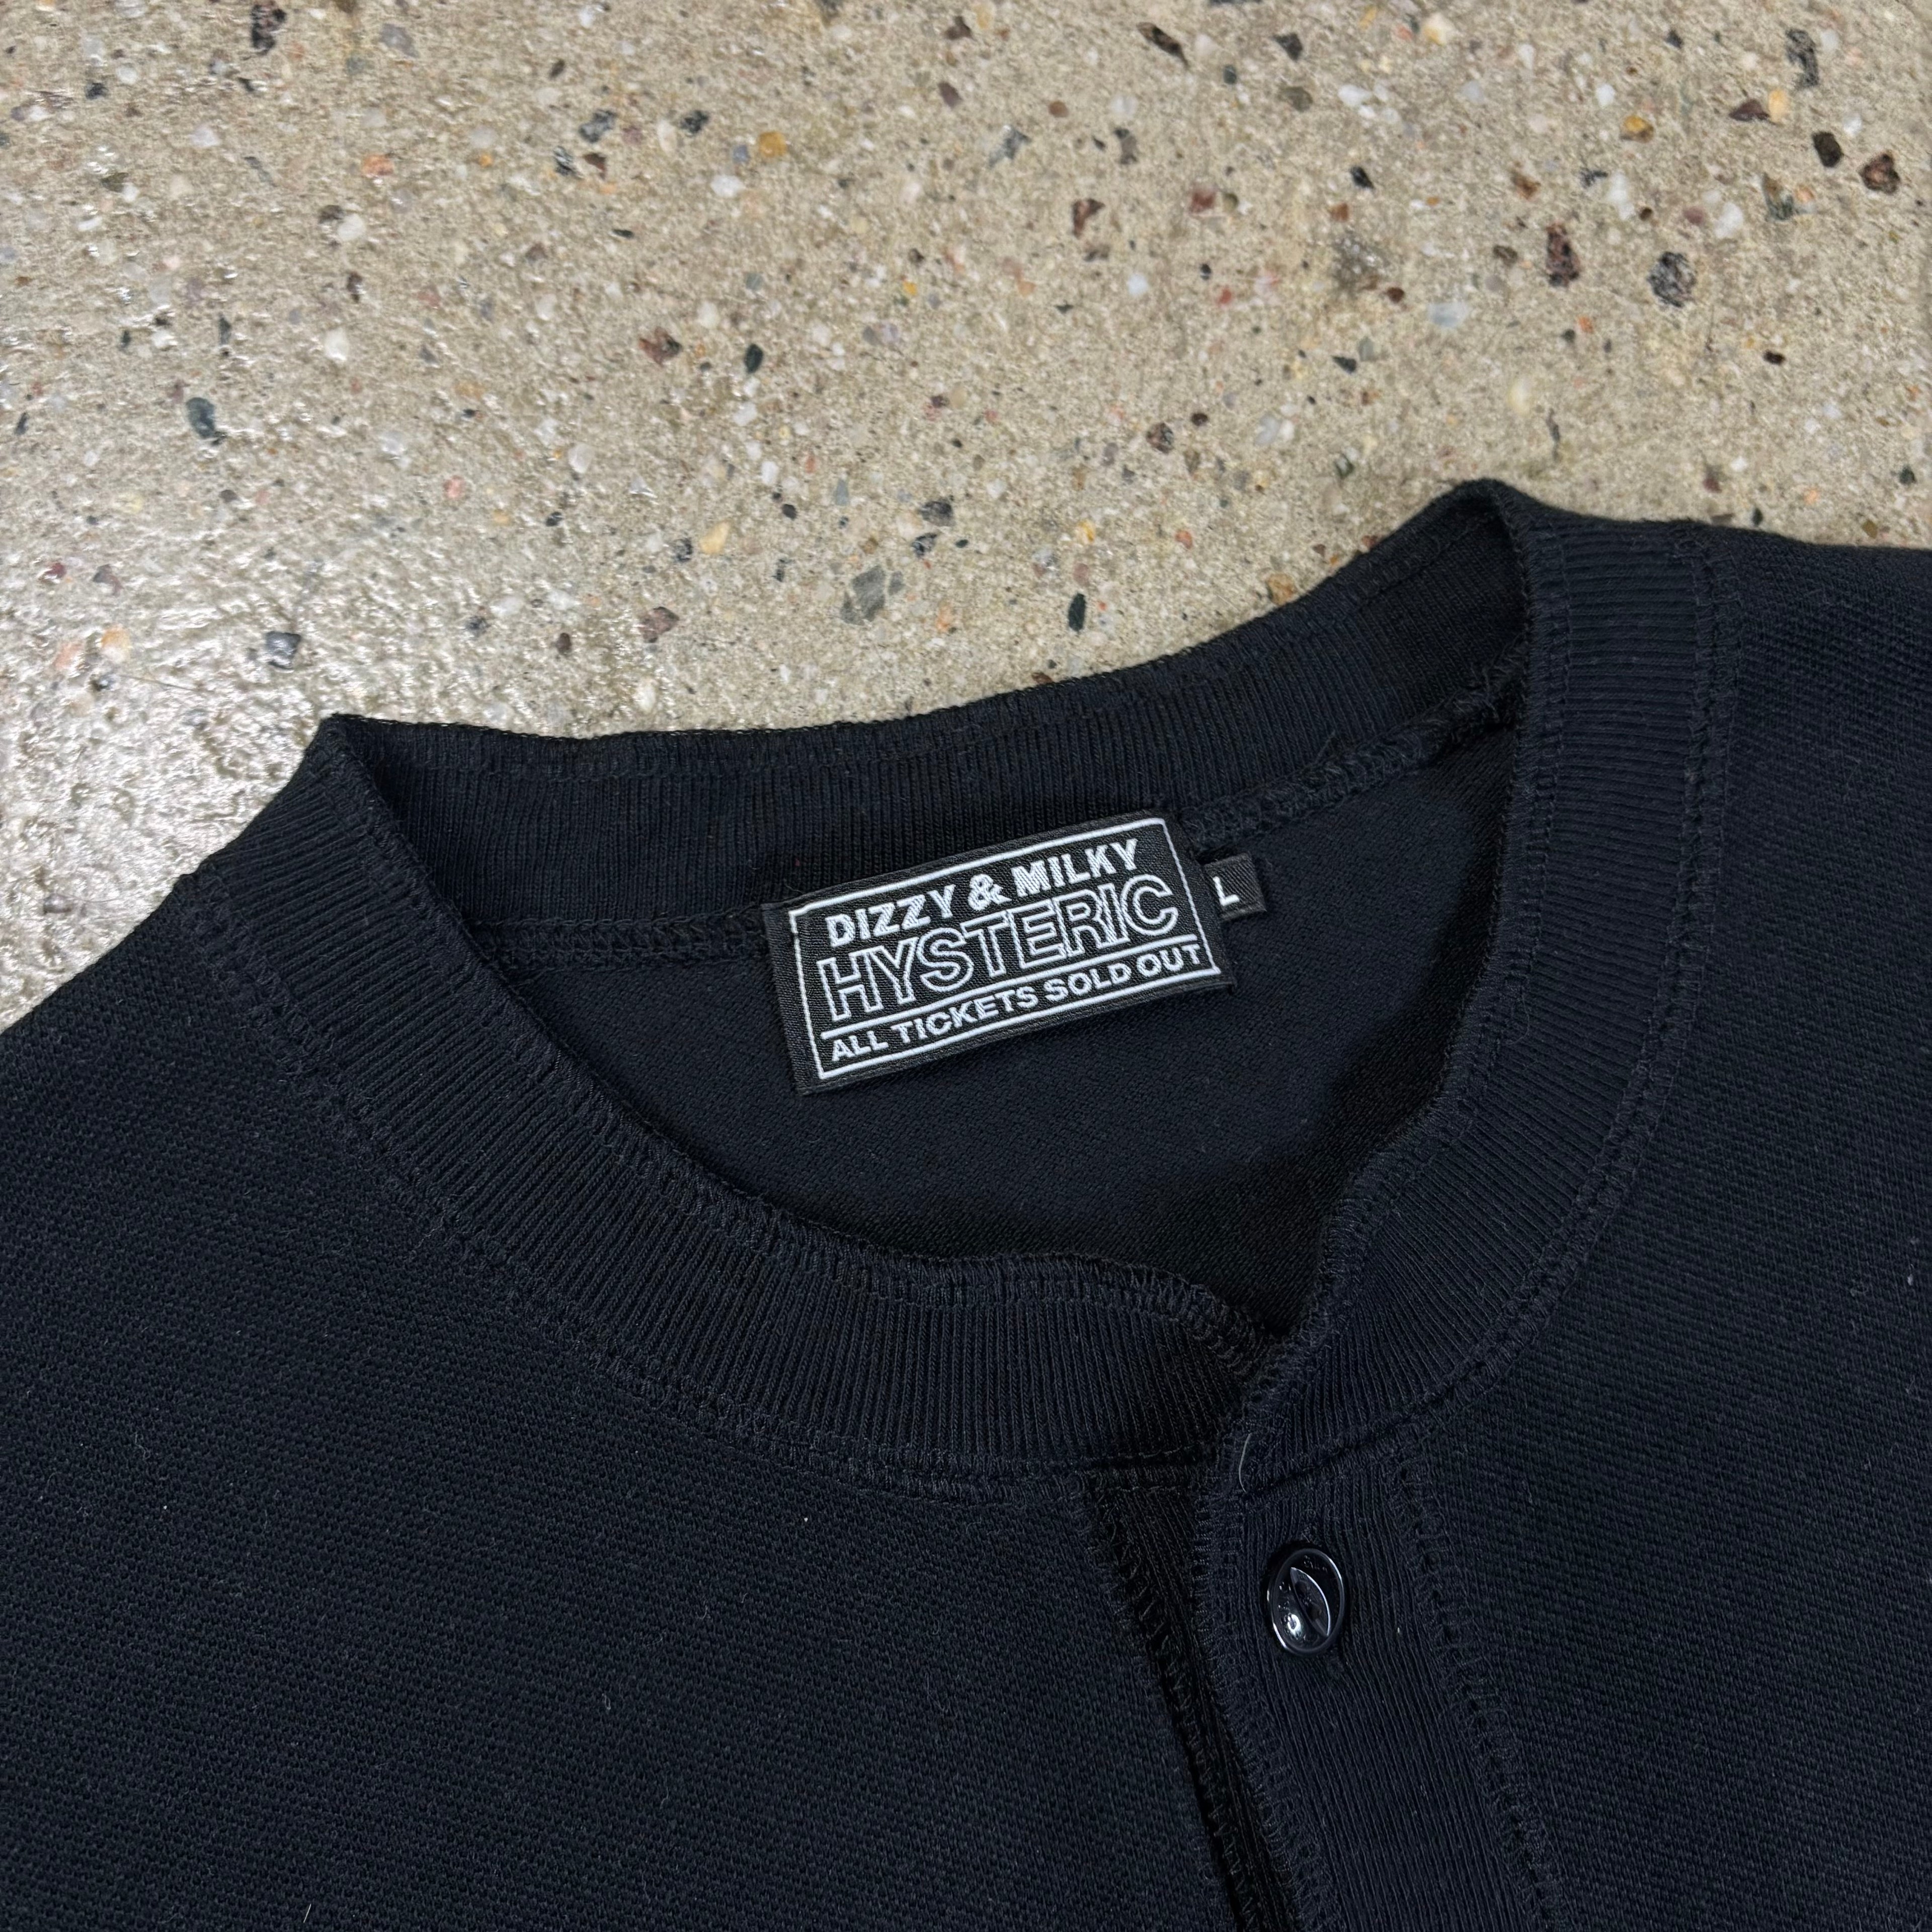 DIZZY & MILKY
HYSTERIC
ALL TICKETS SOLD OUT
L